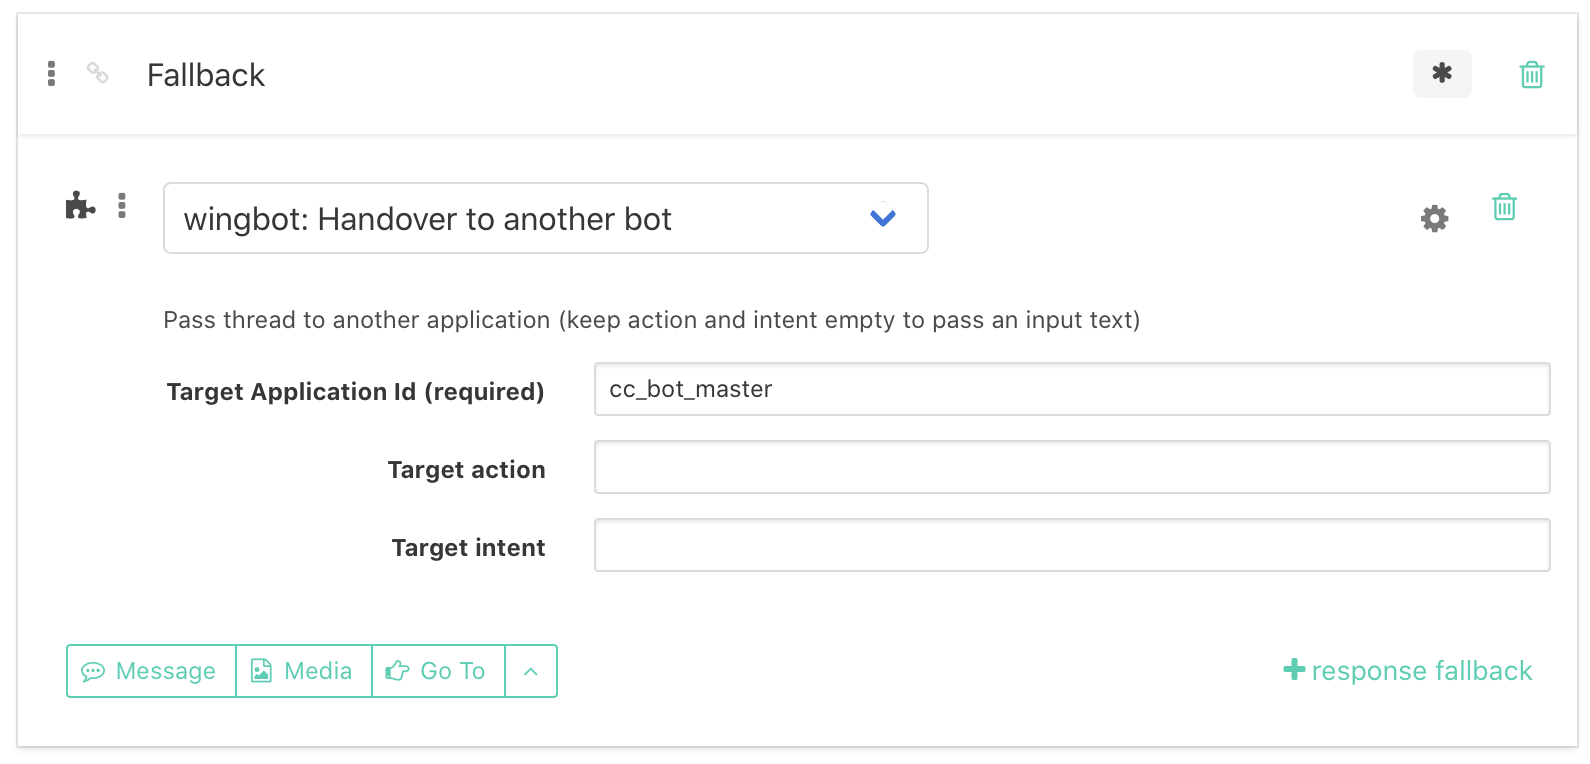 Fallback
wingbot: Handover to another bot
Pass thread to another application (keep action and intent empty to pass an input text)
Target Application Id (required) cc_bot_master
Target action
Target intent
Message Media Go To response fallback